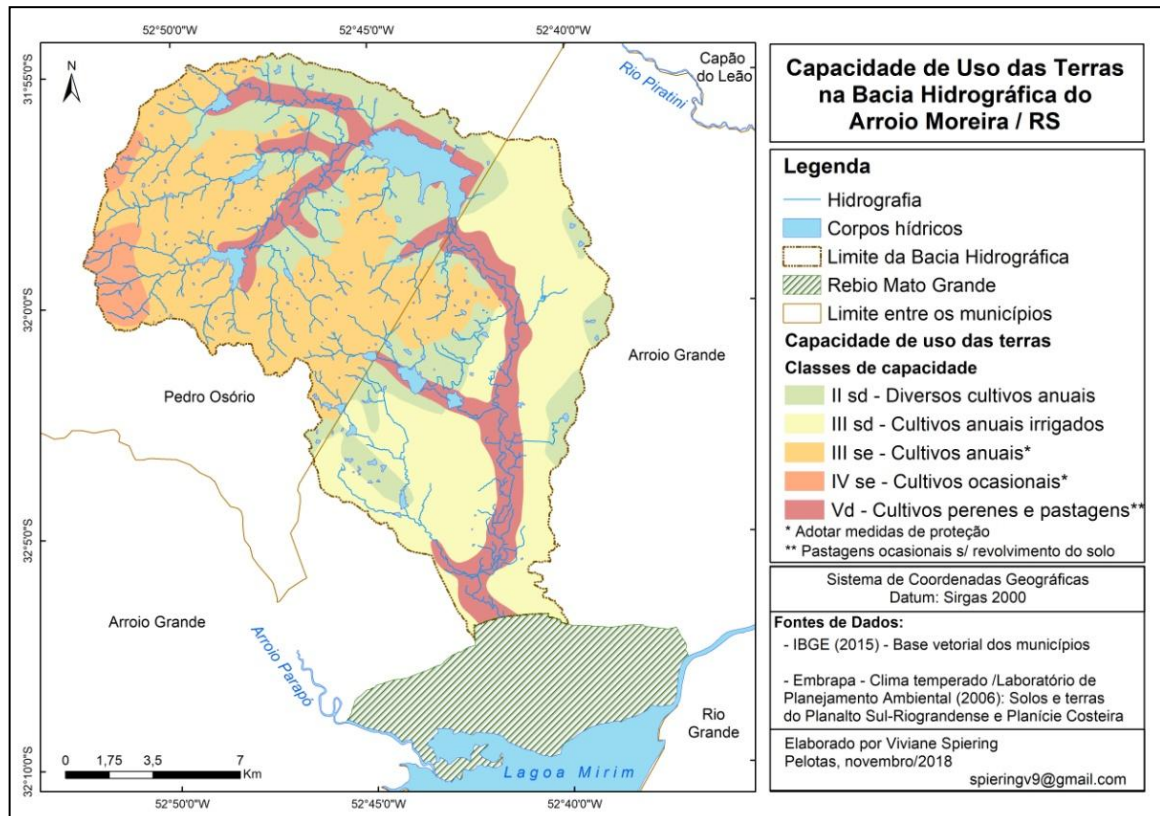 52°50'0"W
52°45'0"W
52°40'0"W
31°55'0"S
32°0'0"S
32°50'0"S
32°10'0"S
N
Capão
do Leão
Rio Piratini
Arroio Grande
Pedro Osório
Arroio Grande
Arroio Parapó
Rio
Grande
Lagoa Mirim
0 1,75 3,5 7
Km
52°50'0"W
52°45'0"W
52°40'0"W
Capacidade de Uso das Terras
na Bacia Hidrográfica do
Arroio Moreira / RS
Legenda
Hidrografia
Corpos hídricos
Limite da Bacia Hidrográfica
Rebio Mato Grande
Limite entre os municípios
Capacidade de uso das terras
Classes de capacidade
II sd - Diversos cultivos anuais
III sd - Cultivos anuais irrigados
III se - Cultivos anuais*
IV se - Cultivos ocasionais*
Vd - Cultivos perenes e pastagens**
* Adotar medidas de proteção
** Pastagens ocasionais s/ revolvimento do solo
Sistema de Coordenadas Geográficas
Datum: Sirgas 2000
Fontes de Dados:
- IBGE (2015) - Base vetorial dos municípios
- Embrapa - Clima temperado /Laboratório de
Planejamento Ambiental (2006): Solos e terras
do Planalto Sul-Riograndense e Planície Costeira
Elaborado por Viviane Spiering
Pelotas, novembro/2018
spieringv9@gmail.com